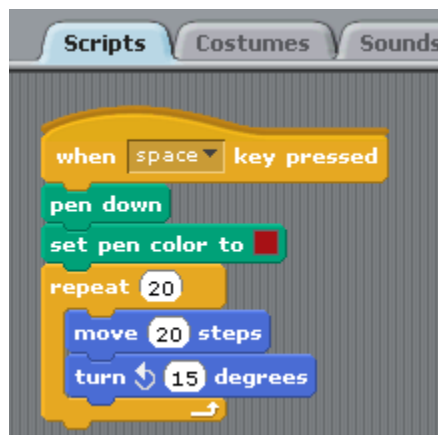 Scripts Costumes Sounds
when space key pressed
pen down
set pen color to
repeat 20
move 20 steps
turn 15 degrees